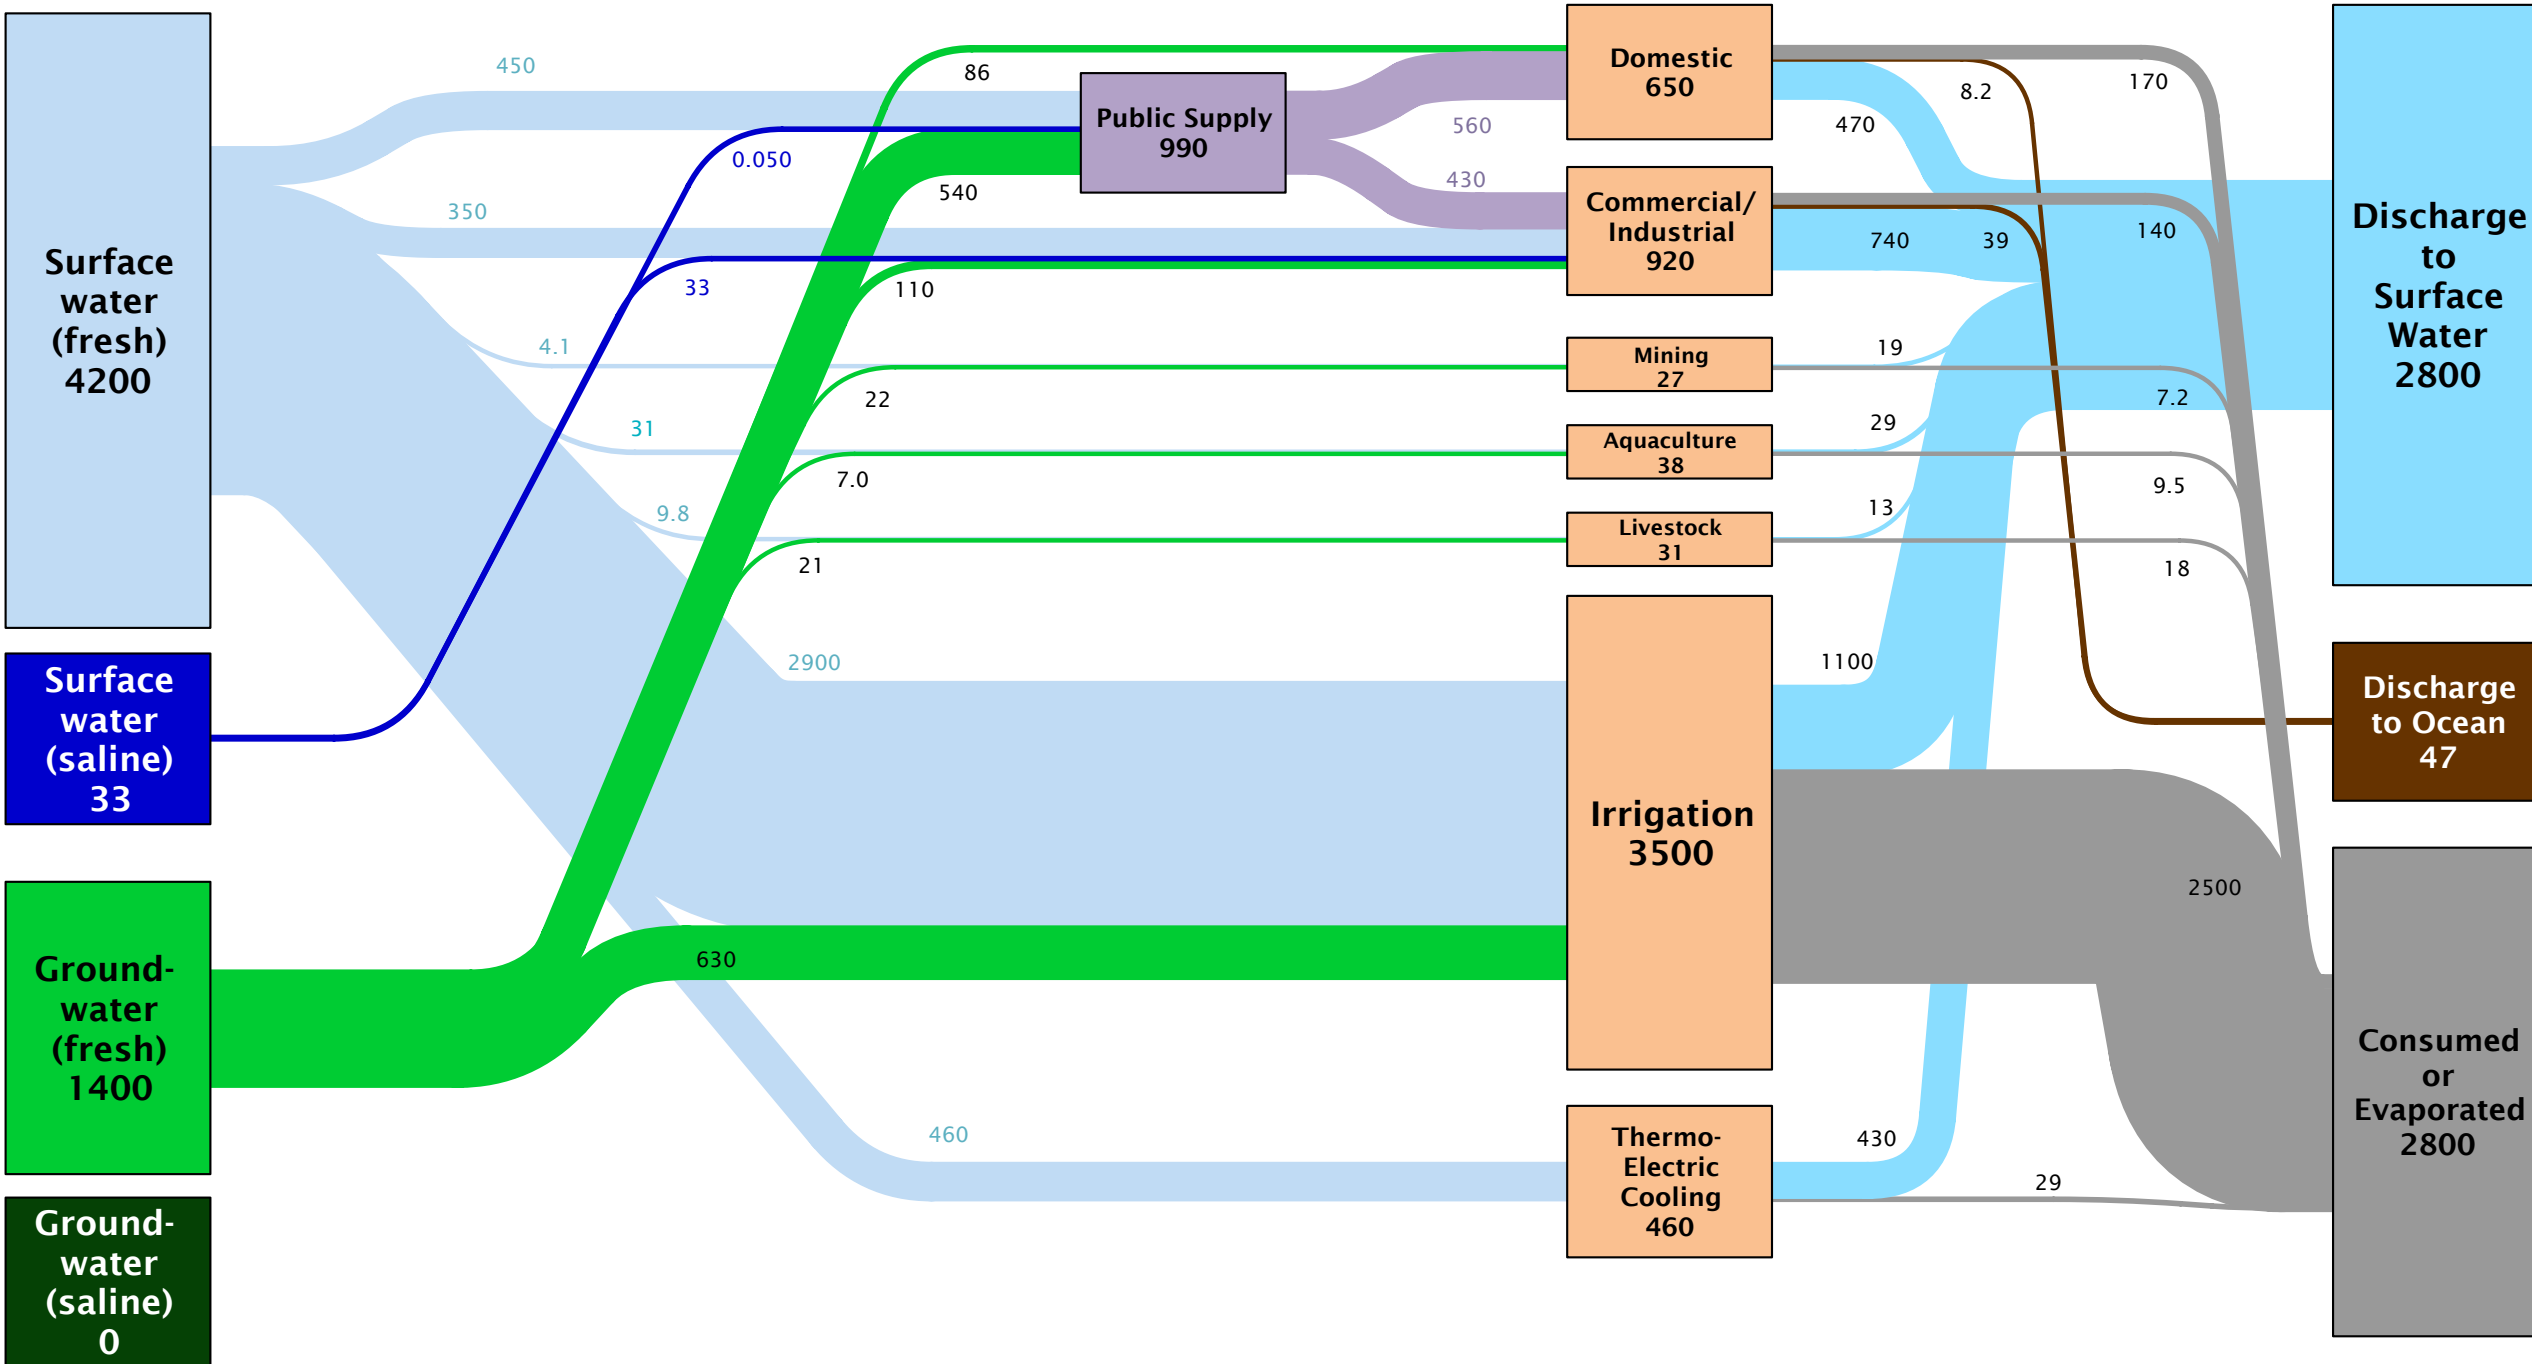 Surface
water
(fresh)
4200
Surface
water
(saline)
33
Ground-
water
(fresh)
1400
Ground-
water
(saline)
0
450
350
4.1
31
9.8
2900
460
0.050
33
86
540
110
22
7.0
21
630
Public Supply
990
560
430
Domestic
650
Commercial/
Industrial
920
Mining
27
Aquaculture
38
Livestock
31
Irrigation
3500
Thermo-
Electric
Cooling
460
470
8.2
170
740
39
140
19
7.2
29
9.5
13
18
1100
2500
430
29
Discharge
to
Surface
Water
2800
Discharge
to Ocean
47
Consumed
or
Evaporated
2800